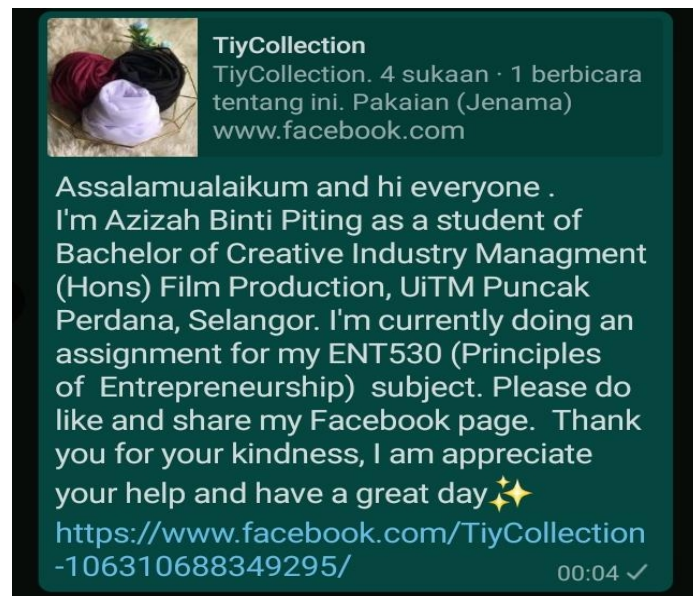 TiyCollection
TiyCollection. 4 sukaan · 1 berbicara
tentang ini. Pakaian (Jenama)
www.facebook.com
Assalamualaikum and hi everyone .
I'm Azizah Binti Piting as a student of
Bachelor of Creative Industry Managment
(Hons) Film Production, UiTM Puncak
Perdana, Selangor. I'm currently doing an
assignment for my ENT530 (Principles
of  Entrepreneurship)  subject. Please do
like and share my Facebook page.  Thank
you for your kindness, I am appreciate
your help and have a great day✨
https://www.facebook.com/TiyCollection
-106310688349295/
00:04 ✓